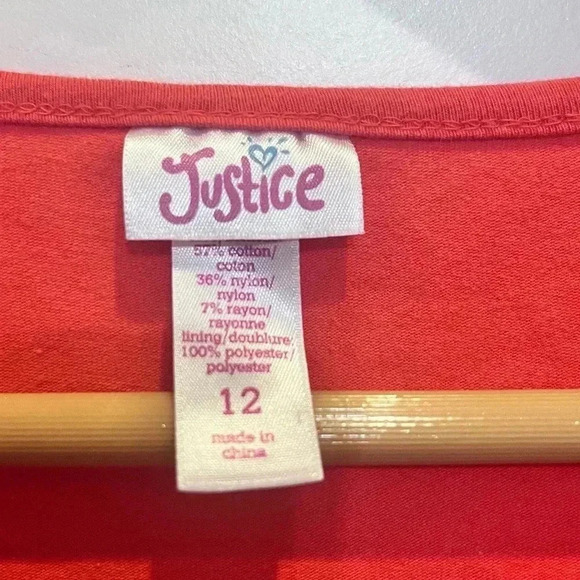 Justice
57% cotton/
coton
36% nylon/
nylon
7% rayon/
rayonne
lining/doublure:
100% polyester/
polyester
12
made in
china